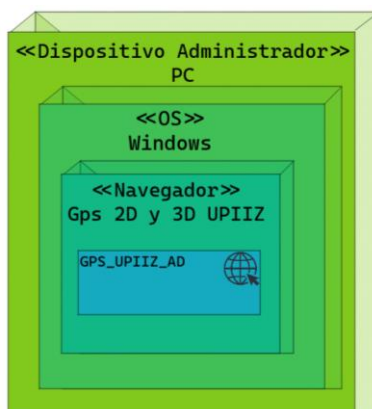 «Dispositivo Administrador»
PC
«OS»
Windows
«Navegador»
Gps 2D y 3D UPIIZ
GPS_UPIIZ_AD